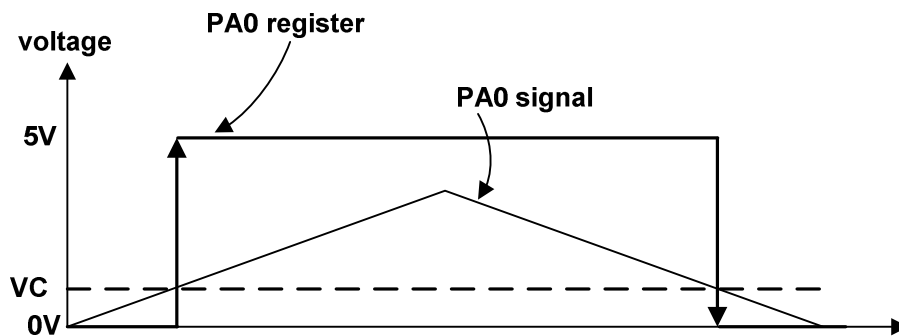 PA0 register
voltage
PA0 signal
5V
VC
0V